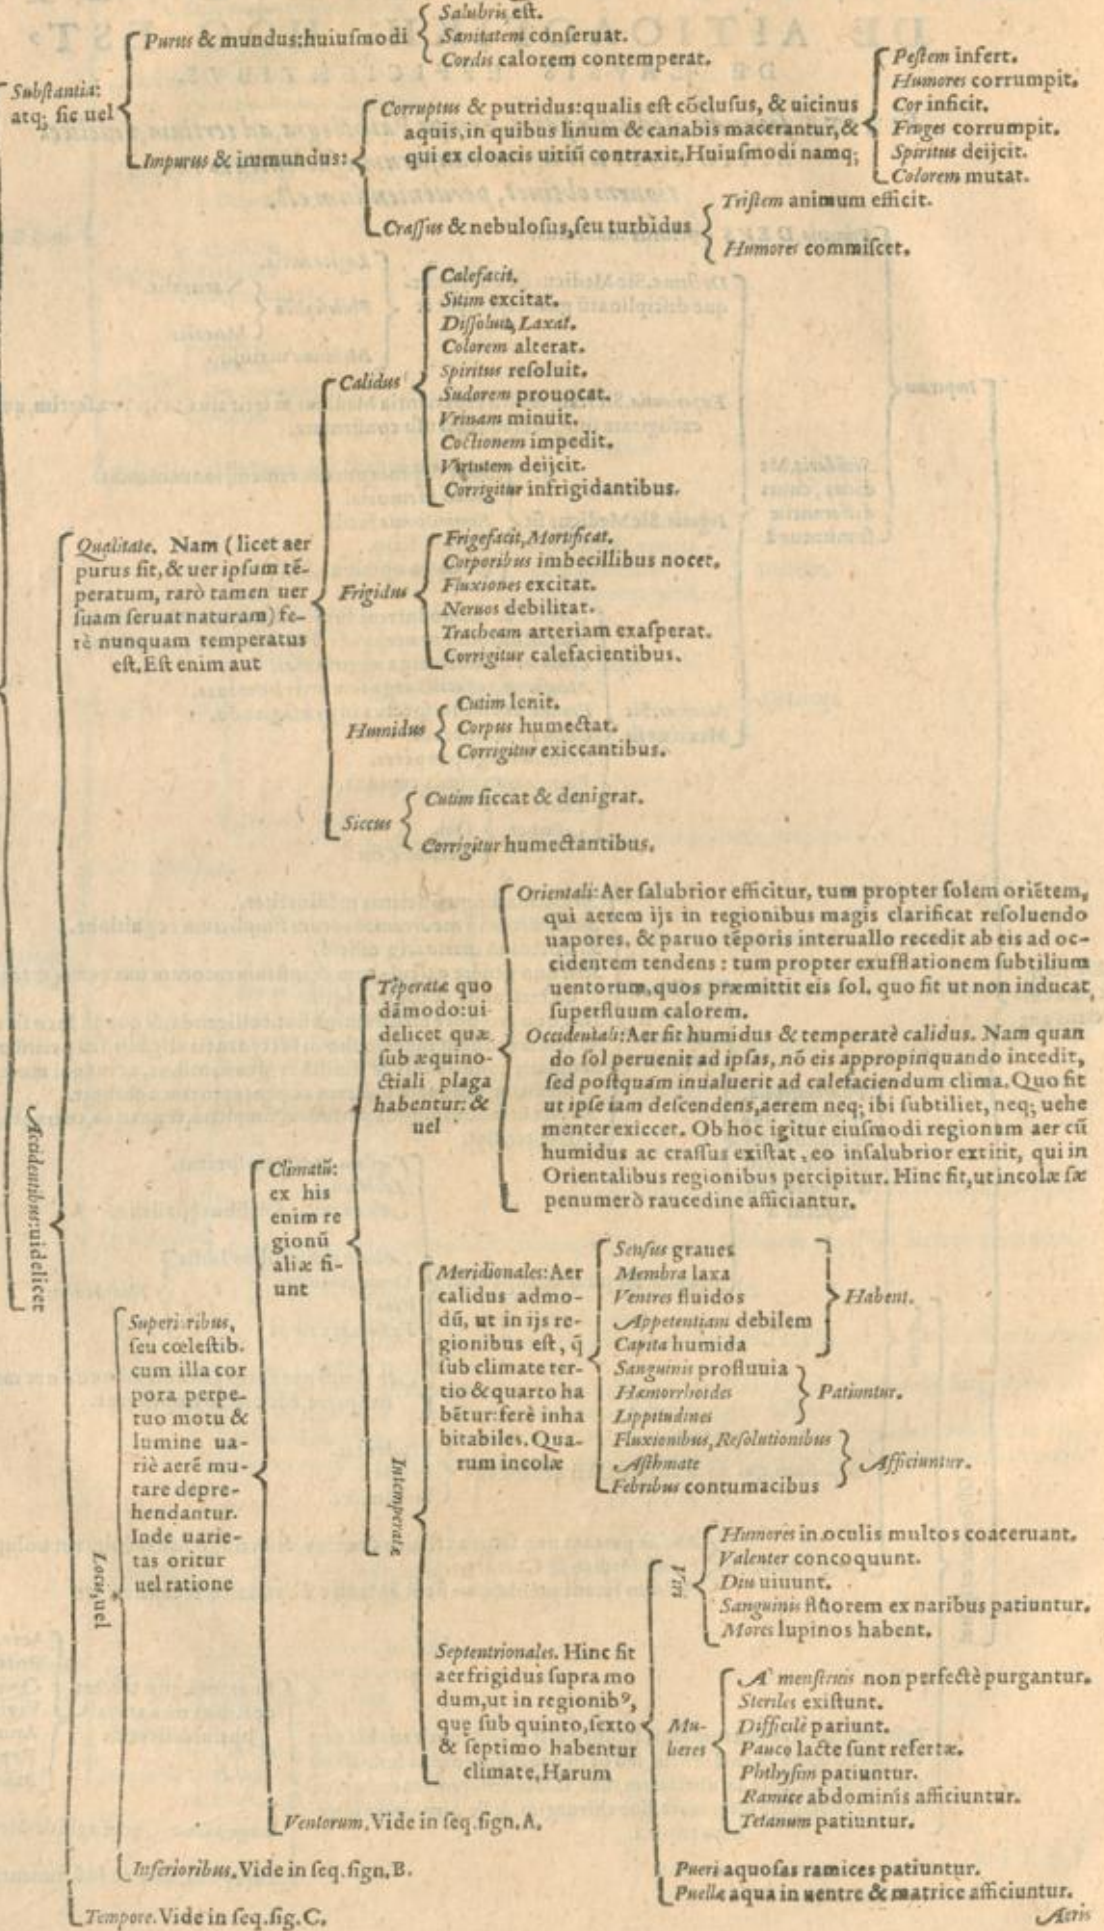 Substantia:
atq; sic uel
Purus & mundus:huiusmodi
Salubris est.
Sanitatem conseruat.
Cordis calorem contemperat.
Impurus & immundus:
Corruptus & putridus:qualis est cōclusus, & uicinus
aquis,in quibus linum & canabis macerantur,&
qui ex cloacis uitiū contraxit.Huiusmodi namq;
Pestem infert.
Humores corrumpit.
Cor inficit.
Fruges corrumpit.
Spiritus deijcit.
Colorem mutat.
Crassus & nebulosus,seu turbidus
Tristem animum efficit.
Humores commiscet.
Accidentibus:uidelicet
Qualitate. Nam (licet aer
purus sit,& uer ipsum tē-
peratum, rarò tamen uer
suam seruat naturam) fe-
rè nunquam temperatus
est.Est enim aut
Calidus
Calefacit.
Sitim excitat.
Dissoluit, Laxat.
Colorem alterat.
Spiritus resoluit.
Sudorem prouocat.
Vrinam minuit.
Coctionem impedit.
Virtutem deijcit.
Corrigitur infrigidantibus.
Frigidus
Frigefacit,Mortificat.
Corporibus imbecillibus nocet.
Fluxiones excitat.
Neruos debilitat.
Tracheam arteriam exasperat.
Corrigitur calefacientibus.
Humidus
Cutim lenit.
Corpus humectat.
Corrigitur exiccantibus.
Siccus
Cutim siccat & denigrat.
Corrigitur humectantibus.
Locus,uel
Superioribus,
seu cœlestib.
cum illa cor
pora perpe-
tuo motu &
lumine ua-
riè aerē mu-
tare depre-
hendantur.
Inde uarie-
tas oritur
uel ratione
Climatū:
ex his
enim re
gionū
aliæ fi-
unt
Tēperatæ quo
dāmodo:ui
delicet quæ
sub æquino-
ctiali plaga
habentur: &
uel
Orientali:Aer salubrior efficitur, tum propter solem oriētem,
qui aerem ijs in regionibus magis clarificat resoluendo
uapores, & paruo tēporis interuallo recedit ab eis ad oc-
cidentem tendens : tum propter exufflationem subtilium
uentorum,quos præmittit eis sol. quo fit ut non inducat
superfluum calorem.
Occidentali:Aer fit humidus & temperatè calidus. Nam quan
do sol peruenit ad ipsas, nō eis appropinquando incedit,
sed postquàm inualuerit ad calefaciendum clima. Quo fit
ut ipse iam descendens,aerem neq; ibi subtiliet, neq; uehe
menter exiccet. Ob hoc igitur eiusmodi regionum aer cū
humidus ac crassus existat, eo insalubrior extitit, qui in
Orientalibus regionibus percipitur. Hinc fit,ut incolæ sæ
penumerò raucedine afficiantur.
Intemperatæ
Meridionales:Aer
calidus admo-
dū, ut in ijs re-
gionibus est, q̄
sub climate ter-
tio & quarto ha
bētur:ferè inha
bitabiles. Qua-
rum incolæ
Sensus graues
Membra laxa
Ventres fluidos
Appetentiam debilem
Capita humida
Habent.
Sanguinis profluuia
Hæmorrhoides
Lippitudines
Patiuntur.
Fluxionibus, Resolutionibus
Asthmate
Febribus contumacibus
Afficiuntur.
Septentrionales. Hinc fit
aer frigidus supra mo
dum,ut in regionib⁹,
quę sub quinto,sexto
& septimo habentur
climate,Harum
Viri
Humores in oculis multos coaceruant.
Valenter concoquunt.
Diu uiuunt.
Sanguinis fluorem ex naribus patiuntur.
Mores lupinos habent.
Mu-
lieres
A' menstruis non perfectè purgantur.
Steriles existunt.
Difficilè pariunt.
Pauco lacte sunt refertæ.
Phthysim patiuntur.
Ramice abdominis afficiuntur.
Tetanum patiuntur.
Pueri aquosas ramices patiuntur.
Puellæ aqua in uentre & matrice afficiuntur.
Ventorum. Vide in seq.sign. A.
Inferioribus. Vide in seq. sign. B.
Tempore. Vide in seq. sig. C.
Aeris